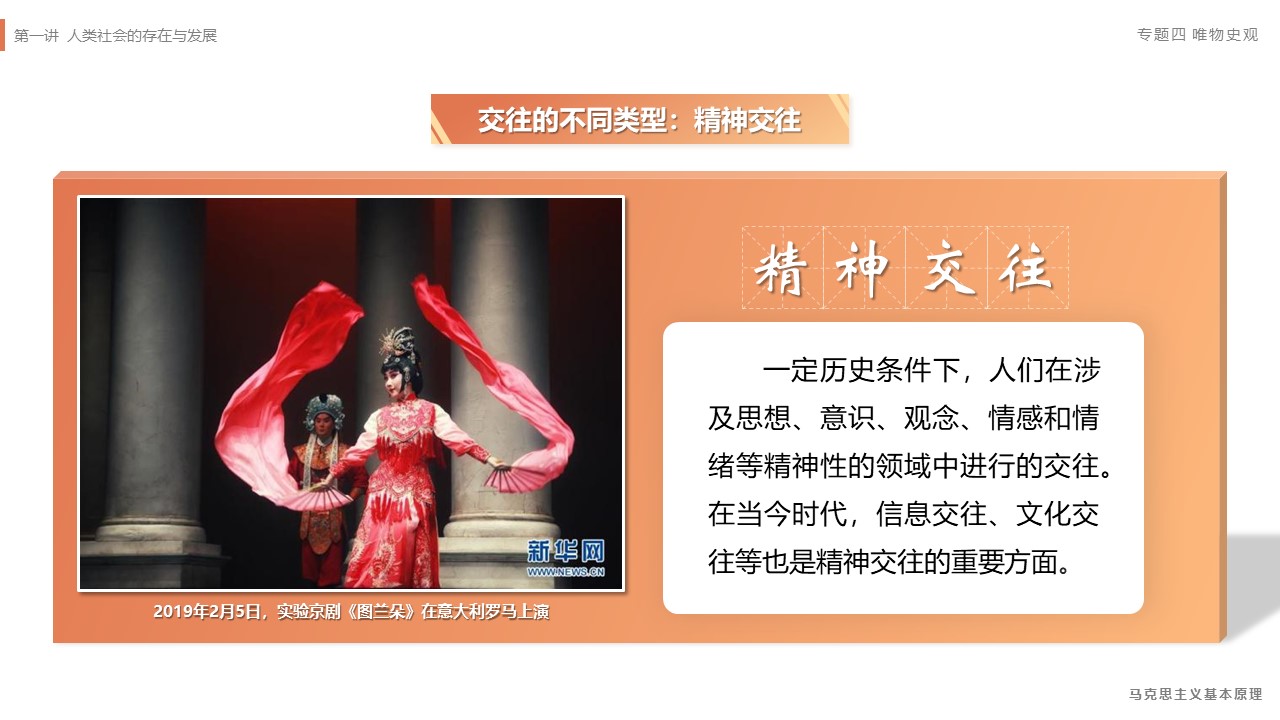 第一讲 人类社会的存在与发展
专题四 唯物史观
交往的不同类型：精神交往
精神交往
一定历史条件下，人们在涉
及思想、意识、观念、情感和情
绪等精神性的领域中进行的交往。
在当今时代，信息交往、文化交
往等也是精神交往的重要方面。
新华网
WWW.NEWS.CN
2019年2月5日，实验京剧《图兰朵》在意大利罗马上演
马克思主义基本原理